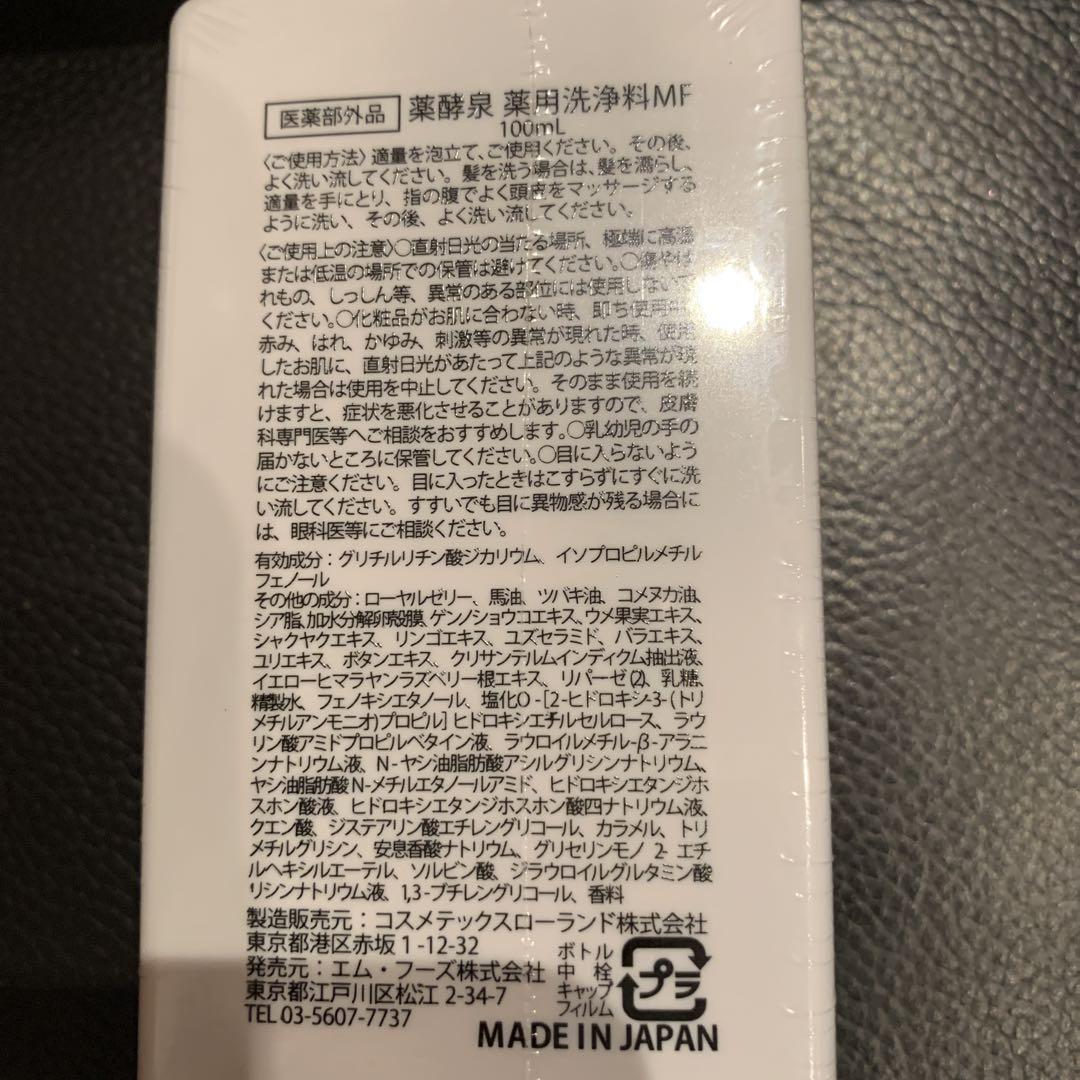 医薬部外品 薬酵泉 薬用洗浄料MF
100mL
〈ご使用方法〉適量を泡立て、ご使用ください。その後、
よく洗い流してください。髪を洗う場合は、髪を濡らし、
適量を手にとり、指の腹でよく頭皮をマッサージする
ように洗い、その後、よく洗い流してください。
〈ご使用上の注意〉○直射日光の当たる場所、極端に高温
または低温の場所での保管は避けてください。○傷やは
れもの、しっしん等、異常のある部位には使用しないで
ください。○化粧品がお肌に合わない時、即ち使用中
赤み、はれ、かゆみ、刺激等の異常が現れた時、使用
したお肌に、直射日光があたって上記のような異常が現
れた場合は使用を中止してください。そのまま使用を続
けますと、症状を悪化させることがありますので、皮膚
科専門医等へご相談をおすすめします。○乳幼児の手の
届かないところに保管してください。○目に入らないよう
にご注意ください。目に入ったときはこすらずにすぐに洗
い流してください。すすいでも目に異物感が残る場合に
は、眼科医等にご相談ください。
有効成分：グリチルリチン酸ジカリウム、イソプロピルメチル
フェノール
その他の成分：ローヤルゼリー、馬油、ツバキ油、コメヌカ油、
シア脂、加水分解卵殻膜、ゲンノショウコエキス、ウメ果実エキス、
シャクヤクエキス、リンゴエキス、ユズセラミド、バラエキス、
ユリエキス、ボタンエキス、クリサンテルムインディクム抽出液、
イエローヒマラヤンラズベリー根エキス、リパーゼ(2)、乳糖、
精製水、フェノキシエタノール、塩化O-[2-ヒドロキシ-3-(トリ
メチルアンモニオ)プロピル]ヒドロキシエチルセルロース、ラウ
リン酸アミドプロピルベタイン液、ラウロイルメチル-β-アラニ
ンナトリウム液、N-ヤシ油脂肪酸アシルグリシンナトリウム、
ヤシ油脂肪酸N-メチルエタノールアミド、ヒドロキシエタンジホ
スホン酸液、ヒドロキシエタンジホスホン酸四ナトリウム液、
クエン酸、ジステアリン酸エチレングリコール、カラメル、トリ
メチルグリシン、安息香酸ナトリウム、グリセリンモノ2-エチ
ルヘキシルエーテル、ソルビン酸、ジラウロイルグルタミン酸
リシンナトリウム液、1,3-ブチレングリコール、香料
製造販売元：コスメテックスローランド株式会社
東京都港区赤坂1-12-32
発売元：エム・フーズ株式会社
東京都江戸川区松江2-34-7
TEL 03-5607-7737
ボトル
中栓
キャップ
フィルム
プラ
MADE IN JAPAN